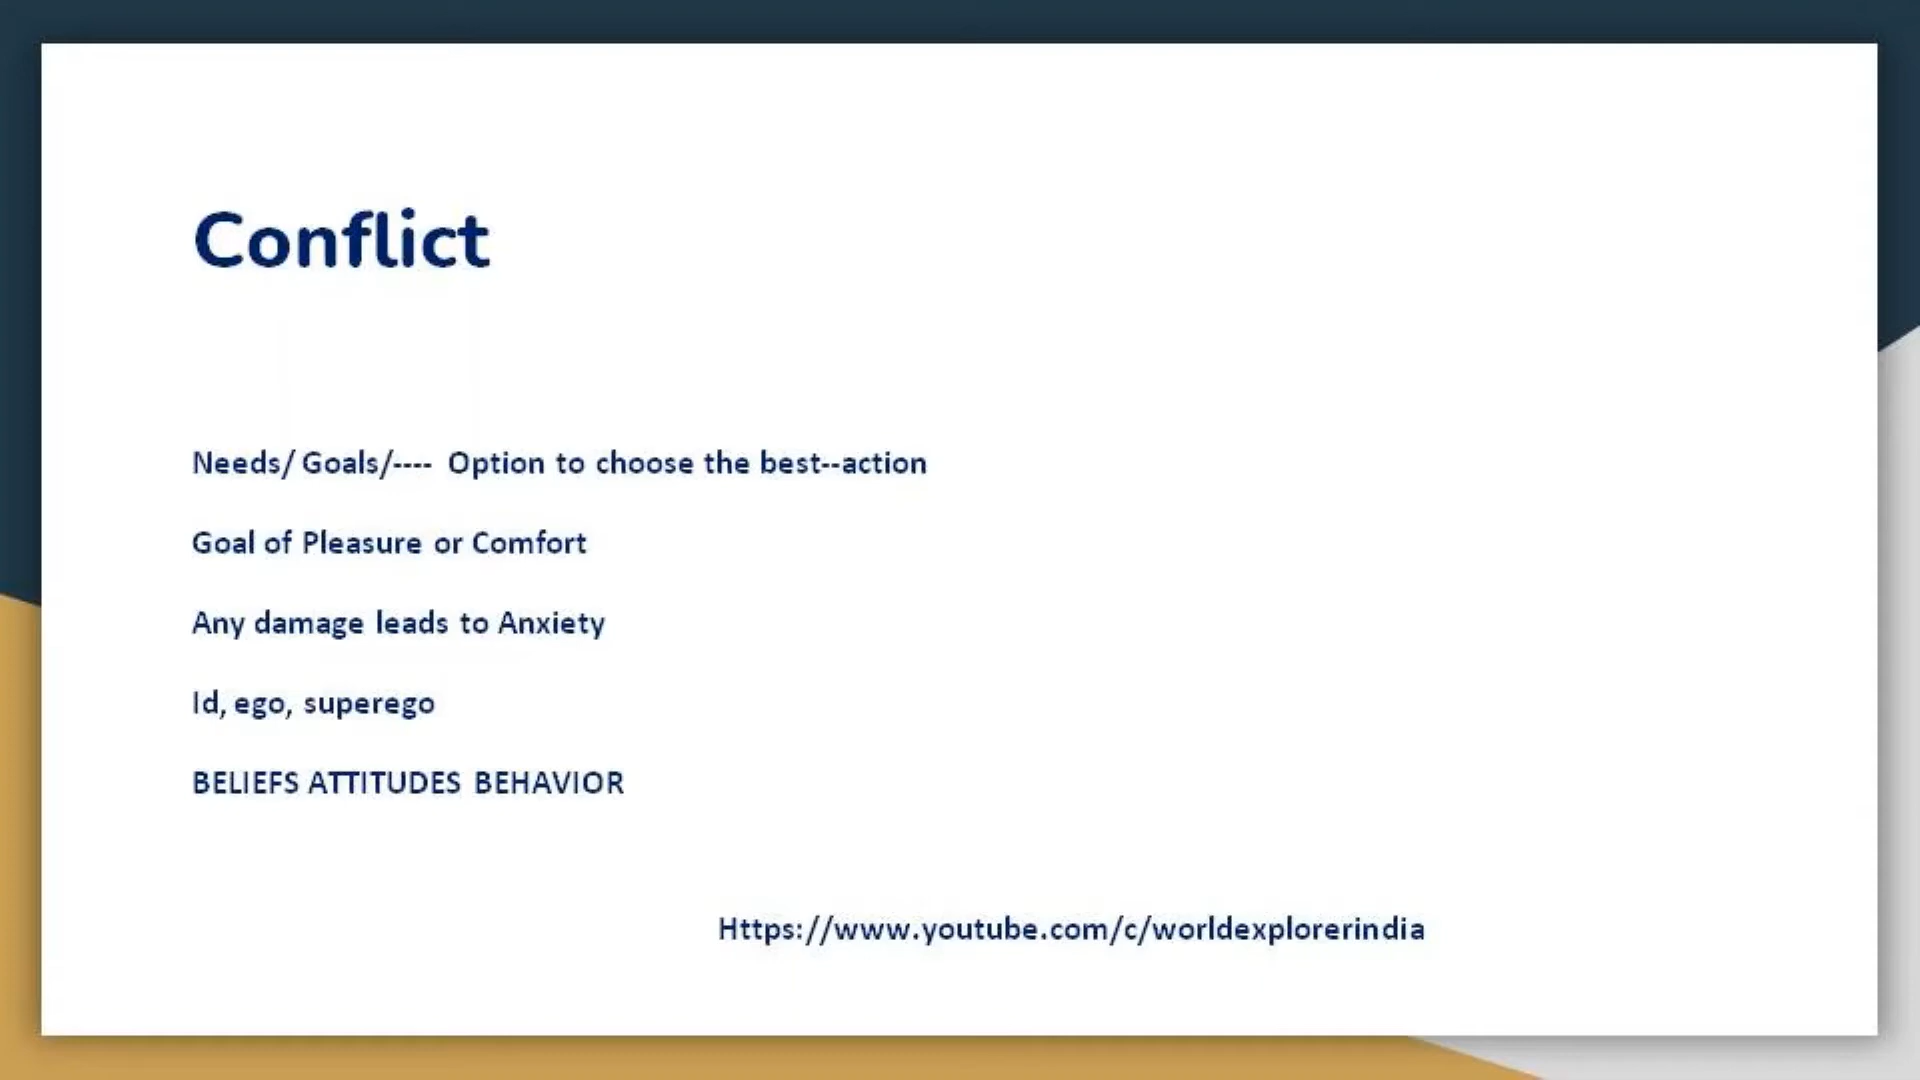 Conflict
Needs/ Goals/---- Option to choose the best--action
Goal of Pleasure or Comfort
Any damage leads to Anxiety
Id, ego, superego
BELIEFS ATTITUDES BEHAVIOR
Https://www.youtube.com/c/worldexplorerindia